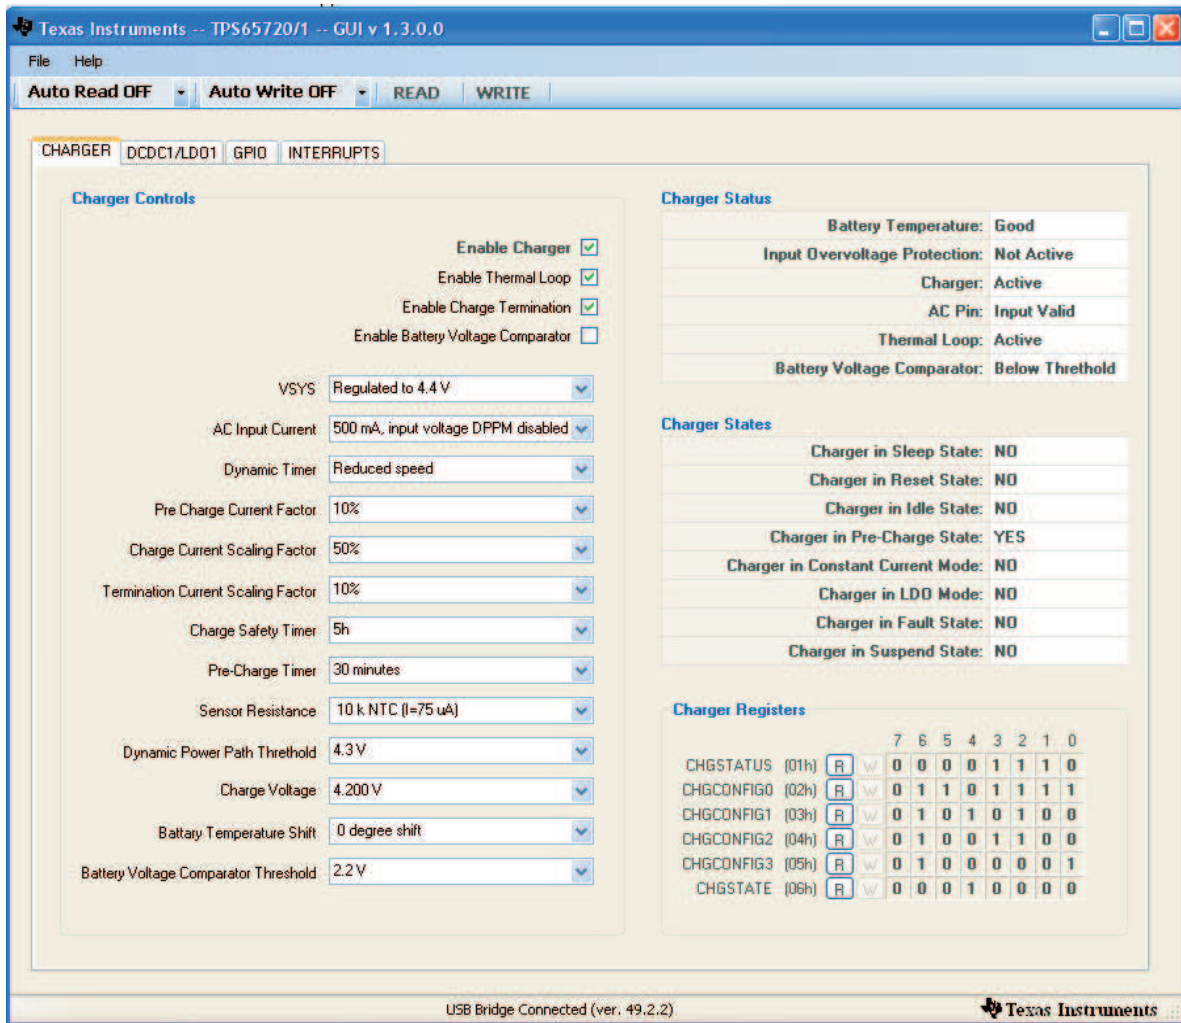 Texas Instruments -- TPS65720/1 -- GUI v 1.3.0.0
File Help
Auto Read OFF Auto Write OFF READ WRITE
CHARGER DCDC1/LDO1 GPIO INTERRUPTS
Charger Controls
Enable Charger
Enable Thermal Loop
Enable Charge Termination
Enable Battery Voltage Comparator
VSYS Regulated to 4.4 V
AC Input Current 500 mA, input voltage DPPM disabled
Dynamic Timer Reduced speed
Pre Charge Current Factor 10%
Charge Current Scaling Factor 50%
Termination Current Scaling Factor 10%
Charge Safety Timer 5h
Pre-Charge Timer 30 minutes
Sensor Resistance 10 k NTC (I=75 uA)
Dynamic Power Path Threthold 4.3 V
Charge Voltage 4.200 V
Battary Temperature Shift 0 degree shift
Battery Voltage Comparator Threshold 2.2 V
Charger Status
Battery Temperature: Good
Input Overvoltage Protection: Not Active
Charger: Active
AC Pin: Input Valid
Thermal Loop: Active
Battery Voltage Comparator: Below Threthold
Charger States
Charger in Sleep State: NO
Charger in Reset State: NO
Charger in Idle State: NO
Charger in Pre-Charge State: YES
Charger in Constant Current Mode: NO
Charger in LDO Mode: NO
Charger in Fault State: NO
Charger in Suspend State: NO
Charger Registers
7 6 5 4 3 2 1 0
CHGSTATUS (01h) R W 0 0 0 0 1 1 1 0
CHGCONFIG0 (02h) R W 0 1 1 0 1 1 1 1
CHGCONFIG1 (03h) R W 0 1 0 1 0 1 0 0
CHGCONFIG2 (04h) R W 0 1 0 0 1 1 0 0
CHGCONFIG3 (05h) R W 0 1 0 0 0 0 0 1
CHGSTATE (06h) R W 0 0 0 1 0 0 0 0
USB Bridge Connected (ver. 49.2.2)
Texas Instruments